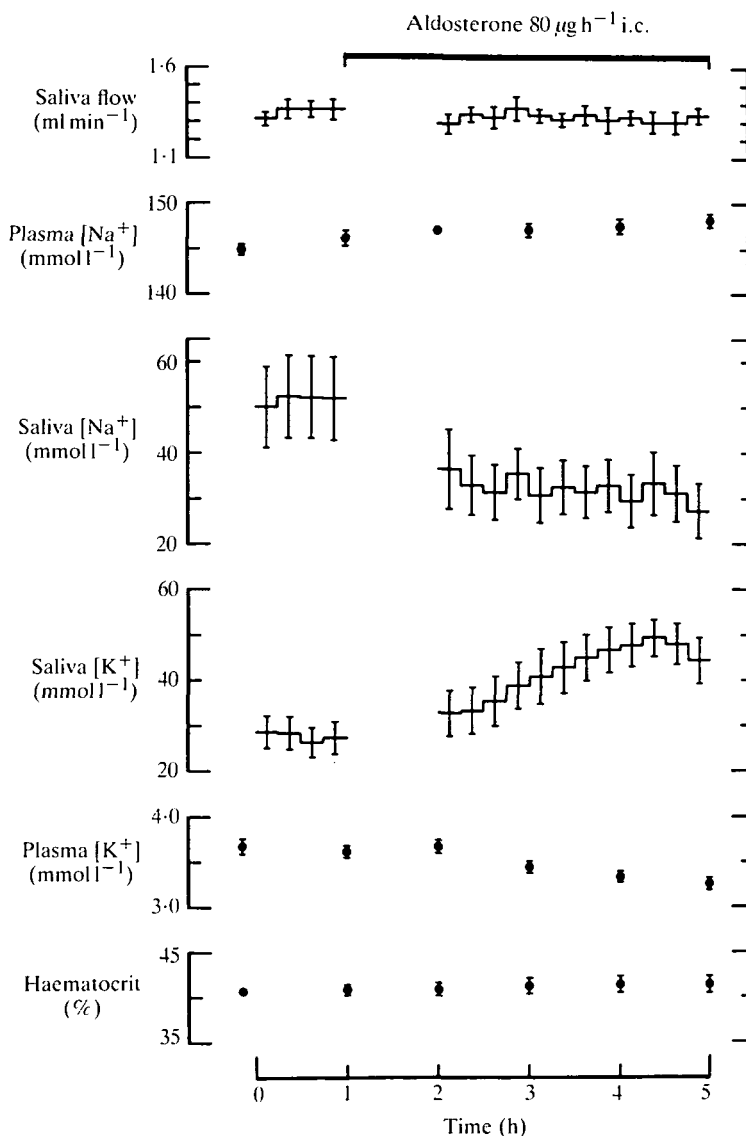 Aldosterone 80 μg h⁻¹ i.c.
1·6
Saliva flow
(ml min⁻¹)
1·1
150
Plasma [Na⁺]
(mmol l⁻¹)
140
60
Saliva [Na⁺]
(mmol l⁻¹)
40
20
60
Saliva [K⁺]
(mmol l⁻¹)
40
20
4·0
Plasma [K⁺]
(mmol l⁻¹)
3·0
45
Haematocrit
(%)
35
0 1 2 3 4 5
Time (h)